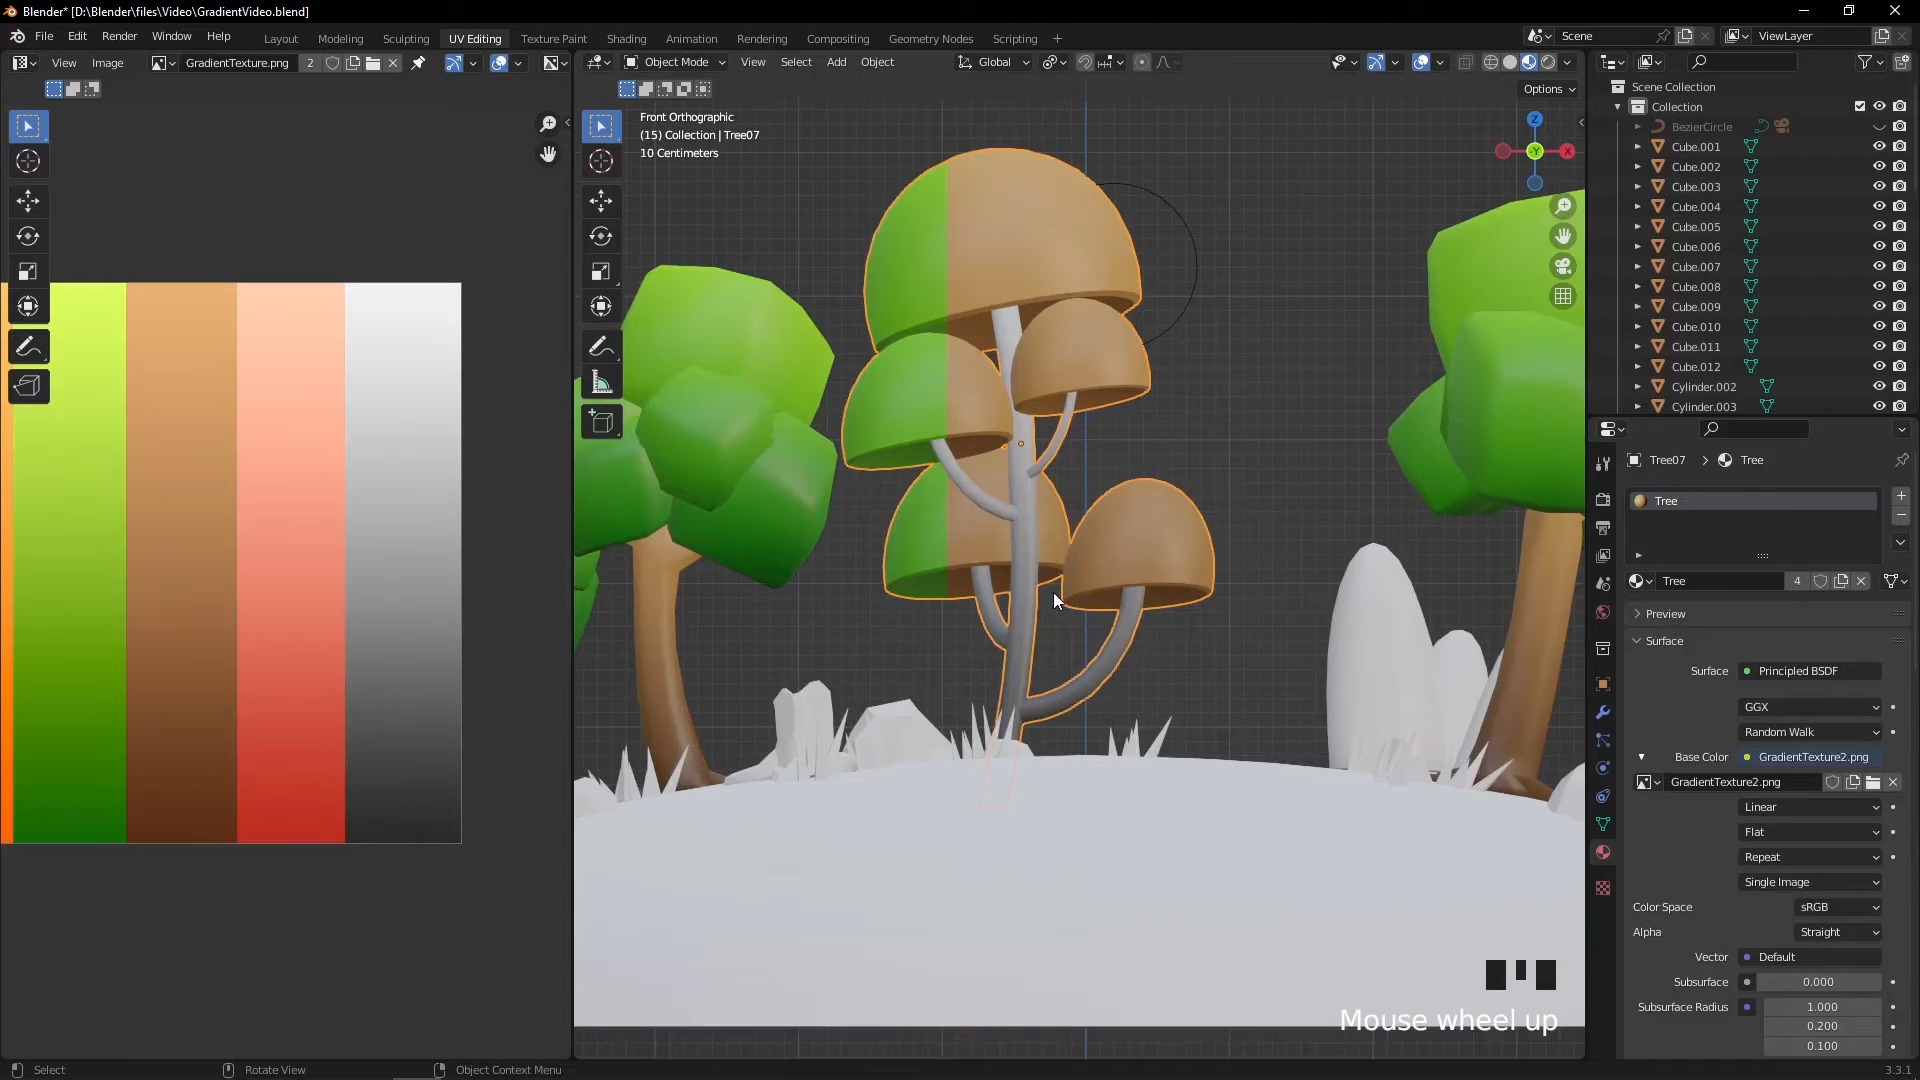 Blender* [D:\Blender\files\Video\GradientVideo.blend]
File Edit Render Window Help
Layout Modeling Sculpting UV Editing Texture Paint Shading Animation Rendering Compositing Geometry Nodes Scripting +
Scene
ViewLayer
View Image GradientTexture.png 2
Object Mode View Select Add Object Global
Options
Front Orthographic
(15) Collection | Tree07
10 Centimeters
Z
-Y
X
Scene Collection
Collection
BezierCircle
Cube.001
Cube.002
Cube.003
Cube.004
Cube.005
Cube.006
Cube.007
Cube.008
Cube.009
Cube.010
Cube.011
Cube.012
Cylinder.002
Cylinder.003
Tree07 > Tree
Tree
Tree 4
Preview
Surface
Surface Principled BSDF
GGX
Random Walk
Base Color GradientTexture2.png
GradientTexture2.png
Linear
Flat
Repeat
Single Image
Color Space sRGB
Alpha Straight
Vector Default
Subsurface 0.000
Subsurface Radius 1.000
0.200
0.100
Mouse wheel up
Select Rotate View Object Context Menu
3.3.1